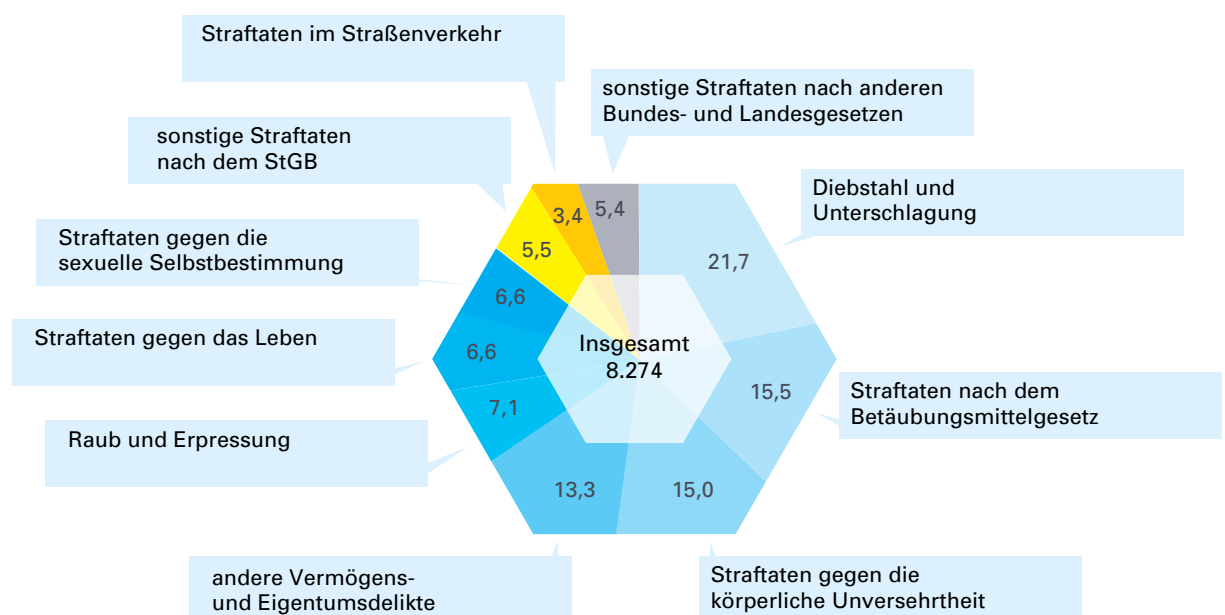 Straftaten im Straßenverkehr
sonstige Straftaten nach anderen
Bundes- und Landesgesetzen
sonstige Straftaten
nach dem StGB
Diebstahl und
Unterschlagung
3,4
5,4
Straftaten gegen die
sexuelle Selbstbestimmung
5,5
21,7
6,6
Straftaten gegen das Leben
6,6
Insgesamt
8.274
15,5
Straftaten nach dem
Betäubungsmittelgesetz
7,1
Raub und Erpressung
13,3
15,0
andere Vermögens-
und Eigentumsdelikte
Straftaten gegen die
körperliche Unversehrtheit